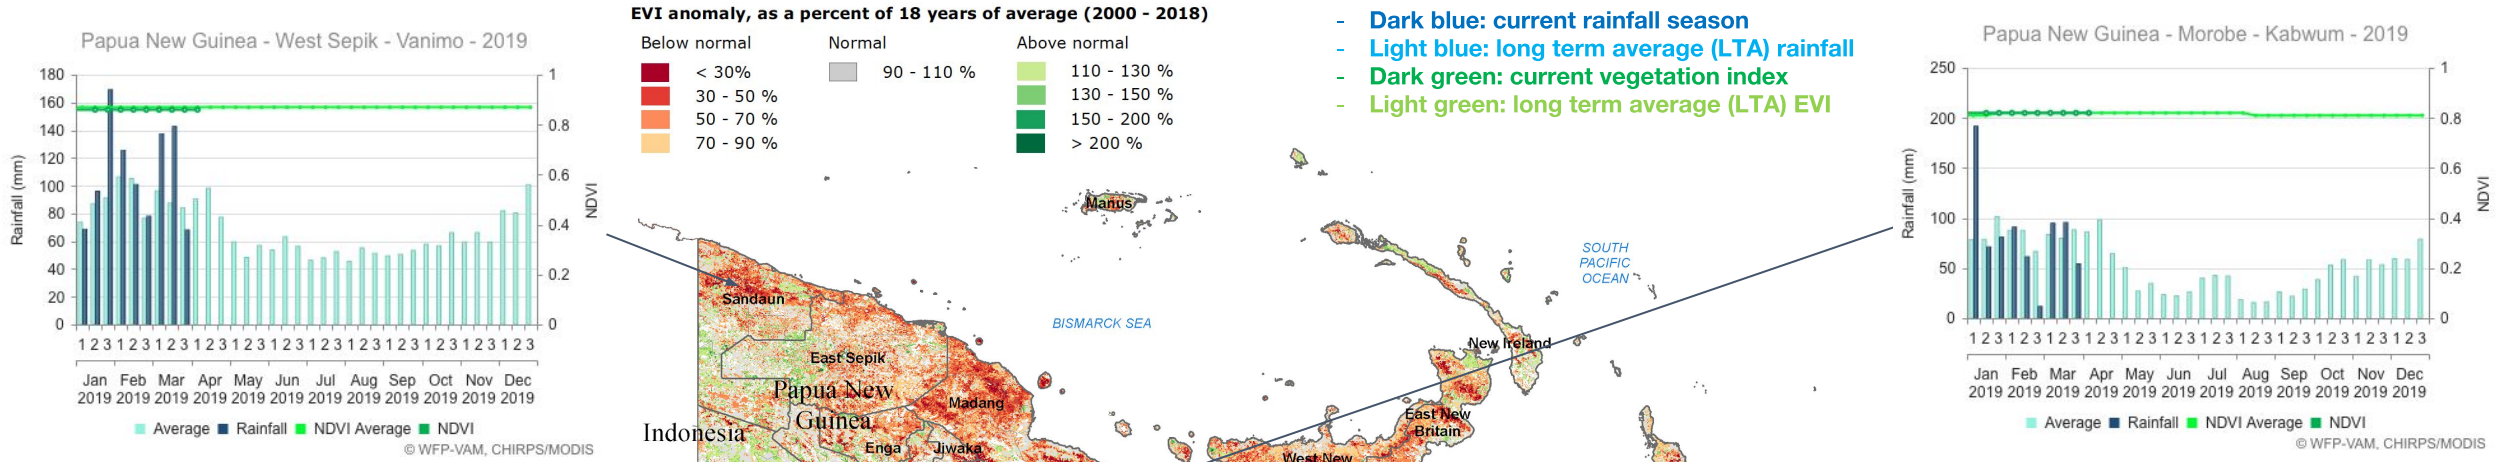 Papua New Guinea - West Sepik - Vanimo - 2019
180
160
140
120
100
80
60
40
20
0
Rainfall (mm)
1
0.8
0.6
0.4
0.2
0
NDVI
1 2 3 1 2 3 1 2 3 1 2 3 1 2 3 1 2 3 1 2 3 1 2 3 1 2 3 1 2 3 1 2 3 1 2 3
Jan Feb Mar Apr May Jun Jul Aug Sep Oct Nov Dec
2019 2019 2019 2019 2019 2019 2019 2019 2019 2019 2019 2019
Average Rainfall NDVI Average NDVI
© WFP-VAM, CHIRPS/MODIS
EVI anomaly, as a percent of 18 years of average (2000 - 2018)
Below normal
< 30%
30 - 50 %
50 - 70 %
70 - 90 %
Normal
90 - 110 %
Above normal
110 - 130 %
130 - 150 %
150 - 200 %
> 200 %
- Dark blue: current rainfall season
- Light blue: long term average (LTA) rainfall
- Dark green: current vegetation index
- Light green: long term average (LTA) EVI
Manus
SOUTH
PACIFIC
OCEAN
Sandaun
BISMARCK SEA
New Ireland
East Sepik
Papua New
Guinea
Madang
East New
Britain
Indonesia
Enga
Jiwaka
West New
Papua New Guinea - Morobe - Kabwum - 2019
250
200
150
100
50
0
Rainfall (mm)
1
0.8
0.6
0.4
0.2
0
NDVI
1 2 3 1 2 3 1 2 3 1 2 3 1 2 3 1 2 3 1 2 3 1 2 3 1 2 3 1 2 3 1 2 3 1 2 3
Jan Feb Mar Apr May Jun Jul Aug Sep Oct Nov Dec
2019 2019 2019 2019 2019 2019 2019 2019 2019 2019 2019 2019
Average Rainfall NDVI Average NDVI
© WFP-VAM, CHIRPS/MODIS